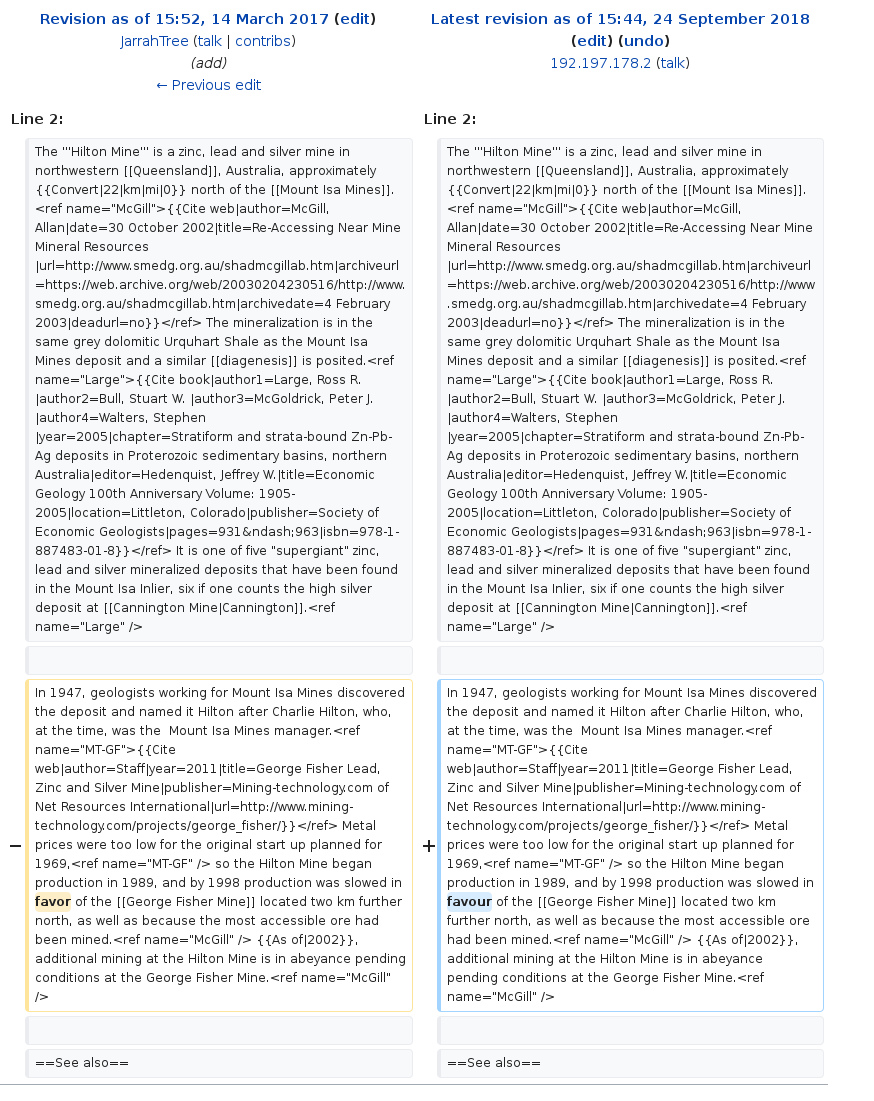 Revision as of 15:52, 14 March 2017 (edit)
JarrahTree (talk | contribs)
(add)
← Previous edit
Latest revision as of 15:44, 24 September 2018
(edit) (undo)
192.197.178.2 (talk)
Line 2:
The '''Hilton Mine''' is a zinc, lead and silver mine in
northwestern [[Queensland]], Australia, approximately
{{Convert|22|km|mi|0}} north of the [[Mount Isa Mines]].
<ref name="McGill">{{Cite web|author=McGill,
Allan|date=30 October 2002|title=Re-Accessing Near Mine
Mineral Resources
|url=http://www.smedg.org.au/shadmcgillab.htm|archiveurl
=https://web.archive.org/web/20030204230516/http://www.
smedg.org.au/shadmcgillab.htm|archivedate=4 February
2003|deadurl=no}}</ref> The mineralization is in the
same grey dolomitic Urquhart Shale as the Mount Isa
Mines deposit and a similar [[diagenesis]] is posited.<ref
name="Large">{{Cite book|author1=Large, Ross R.
|author2=Bull, Stuart W. |author3=McGoldrick, Peter J.
|author4=Walters, Stephen
|year=2005|chapter=Stratiform and strata-bound Zn-Pb-
Ag deposits in Proterozoic sedimentary basins, northern
Australia|editor=Hedenquist, Jeffrey W.|title=Economic
Geology 100th Anniversary Volume: 1905-
2005|location=Littleton, Colorado|publisher=Society of
Economic Geologists|pages=931&ndash;963|isbn=978-1-
887483-01-8}}</ref> It is one of five "supergiant" zinc,
lead and silver mineralized deposits that have been found
in the Mount Isa Inlier, six if one counts the high silver
deposit at [[Cannington Mine|Cannington]].<ref
name="Large" />
− In 1947, geologists working for Mount Isa Mines discovered
the deposit and named it Hilton after Charlie Hilton, who,
at the time, was the  Mount Isa Mines manager.<ref
name="MT-GF">{{Cite
web|author=Staff|year=2011|title=George Fisher Lead,
Zinc and Silver Mine|publisher=Mining-technology.com of
Net Resources International|url=http://www.mining-
technology.com/projects/george_fisher/}}</ref> Metal
prices were too low for the original start up planned for
1969,<ref name="MT-GF" /> so the Hilton Mine began
production in 1989, and by 1998 production was slowed in
favor of the [[George Fisher Mine]] located two km further
north, as well as because the most accessible ore had
been mined.<ref name="McGill" /> {{As of|2002}},
additional mining at the Hilton Mine is in abeyance pending
conditions at the George Fisher Mine.<ref name="McGill"
/>
==See also==
Line 2:
The '''Hilton Mine''' is a zinc, lead and silver mine in
northwestern [[Queensland]], Australia, approximately
{{Convert|22|km|mi|0}} north of the [[Mount Isa Mines]].
<ref name="McGill">{{Cite web|author=McGill,
Allan|date=30 October 2002|title=Re-Accessing Near Mine
Mineral Resources
|url=http://www.smedg.org.au/shadmcgillab.htm|archiveurl
=https://web.archive.org/web/20030204230516/http://www
.smedg.org.au/shadmcgillab.htm|archivedate=4 February
2003|deadurl=no}}</ref> The mineralization is in the
same grey dolomitic Urquhart Shale as the Mount Isa
Mines deposit and a similar [[diagenesis]] is posited.<ref
name="Large">{{Cite book|author1=Large, Ross R.
|author2=Bull, Stuart W. |author3=McGoldrick, Peter J.
|author4=Walters, Stephen
|year=2005|chapter=Stratiform and strata-bound Zn-Pb-
Ag deposits in Proterozoic sedimentary basins, northern
Australia|editor=Hedenquist, Jeffrey W.|title=Economic
Geology 100th Anniversary Volume: 1905-
2005|location=Littleton, Colorado|publisher=Society of
Economic Geologists|pages=931&ndash;963|isbn=978-1-
887483-01-8}}</ref> It is one of five "supergiant" zinc,
lead and silver mineralized deposits that have been found
in the Mount Isa Inlier, six if one counts the high silver
deposit at [[Cannington Mine|Cannington]].<ref
name="Large" />
+ In 1947, geologists working for Mount Isa Mines discovered
the deposit and named it Hilton after Charlie Hilton, who,
at the time, was the  Mount Isa Mines manager.<ref
name="MT-GF">{{Cite
web|author=Staff|year=2011|title=George Fisher Lead,
Zinc and Silver Mine|publisher=Mining-technology.com of
Net Resources International|url=http://www.mining-
technology.com/projects/george_fisher/}}</ref> Metal
prices were too low for the original start up planned for
1969,<ref name="MT-GF" /> so the Hilton Mine began
production in 1989, and by 1998 production was slowed in
favour of the [[George Fisher Mine]] located two km
further north, as well as because the most accessible ore
had been mined.<ref name="McGill" /> {{As of|2002}},
additional mining at the Hilton Mine is in abeyance
pending conditions at the George Fisher Mine.<ref
name="McGill" />
==See also==